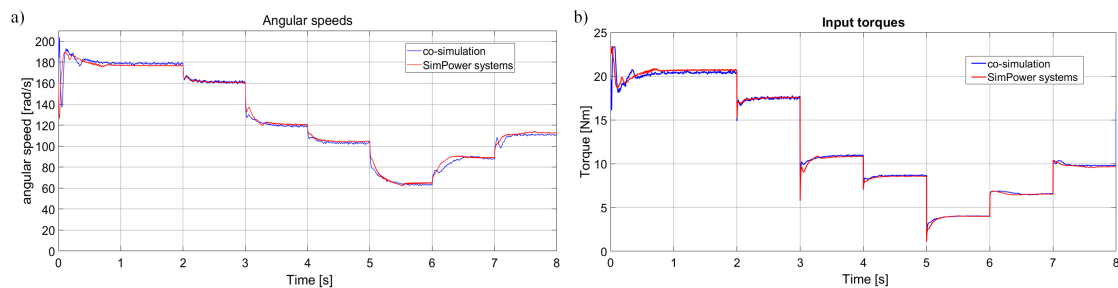 a)
Angular speeds
200
180
160
140
120
100
80
60
40
20
0
angular speed [rad/s]
co-simulation
SimPower systems
0 1 2 3 4 5 6 7 8
Time [s]
b)
Input torques
25
20
15
10
5
0
Torque [Nm]
co-simulation
SimPower systems
0 1 2 3 4 5 6 7 8
Time [s]